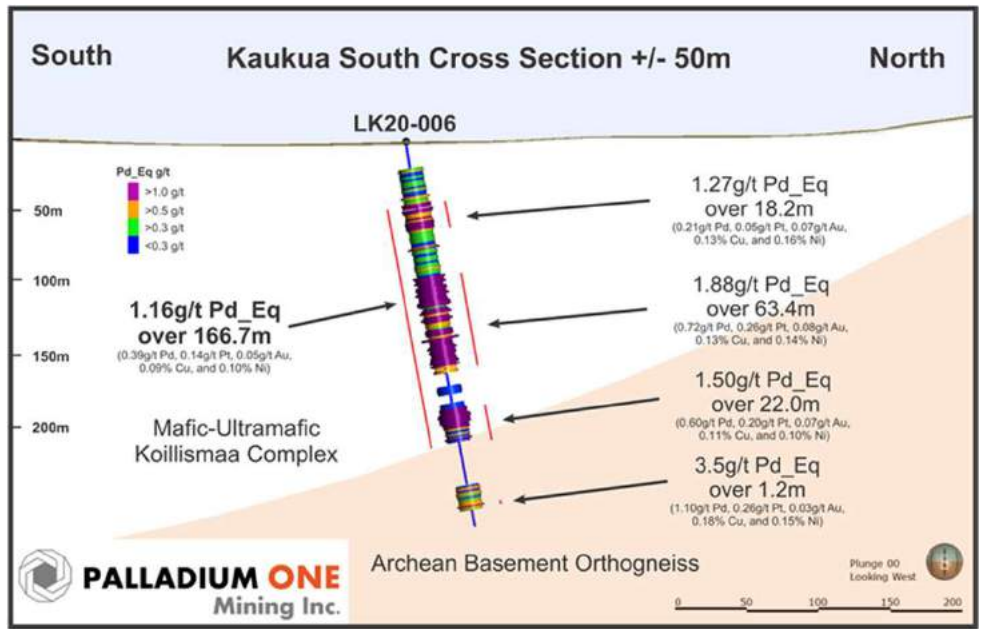 South
Kaukua South Cross Section +/- 50m
North
LK20-006
Pd_Eq g/t
>1.0 g/t
>0.5 g/t
>0.3 g/t
<0.3 g/t
50m
100m
150m
200m
1.27g/t Pd_Eq
over 18.2m
(0.21g/t Pd, 0.05g/t Pt, 0.07g/t Au,
0.13% Cu, and 0.16% Ni)
1.88g/t Pd_Eq
over 63.4m
(0.72g/t Pd, 0.26g/t Pt, 0.08g/t Au,
0.13% Cu, and 0.14% Ni)
1.16g/t Pd_Eq
over 166.7m
(0.39g/t Pd, 0.14g/t Pt, 0.05g/t Au,
0.09% Cu, and 0.10% Ni)
1.50g/t Pd_Eq
over 22.0m
(0.60g/t Pd, 0.20g/t Pt, 0.07g/t Au,
0.11% Cu, and 0.10% Ni)
Mafic-Ultramafic
Koillismaa Complex
3.5g/t Pd_Eq
over 1.2m
(1.10g/t Pd, 0.26g/t Pt, 0.03g/t Au,
0.18% Cu, and 0.15% Ni)
Archean Basement Orthogneiss
PALLADIUM ONE
Mining Inc.
Plunge 00
Looking West
0 50 100 150 200